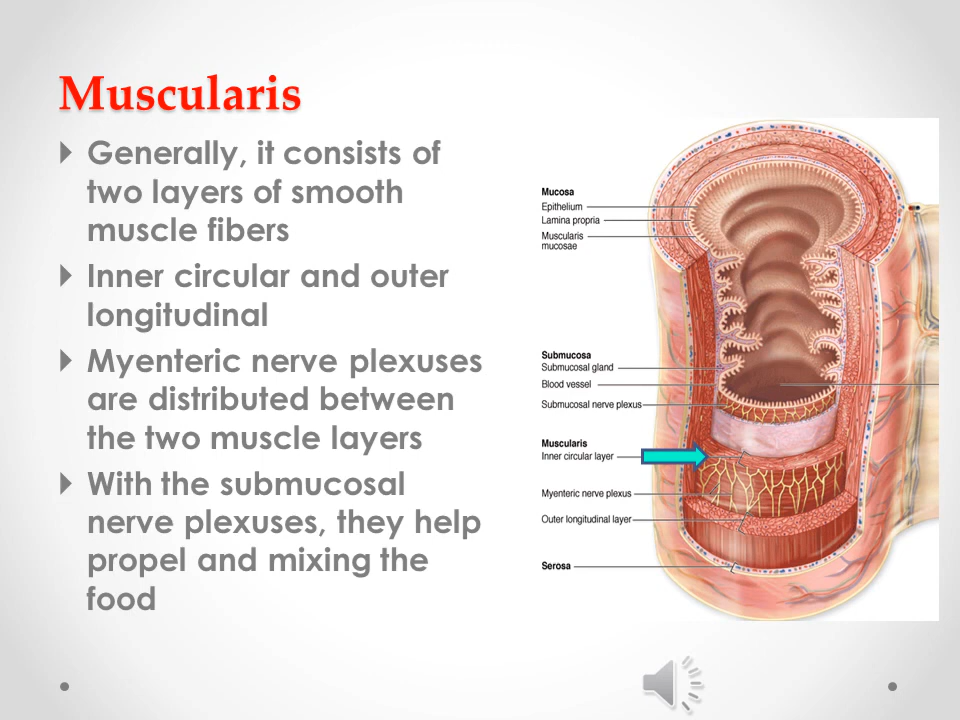 Muscularis
Generally, it consists of
two layers of smooth
muscle fibers
Inner circular and outer
longitudinal
Myenteric nerve plexuses
are distributed between
the two muscle layers
With the submucosal
nerve plexuses, they help
propel and mixing the
food
Mucosa
Epithelium
Lamina propria
Muscularis
mucosae
Submucosa
Submucosal gland
Blood vessel
Submucosal nerve plexus
Muscularis
Inner circular layer
Myenteric nerve plexus
Outer longitudinal layer
Serosa